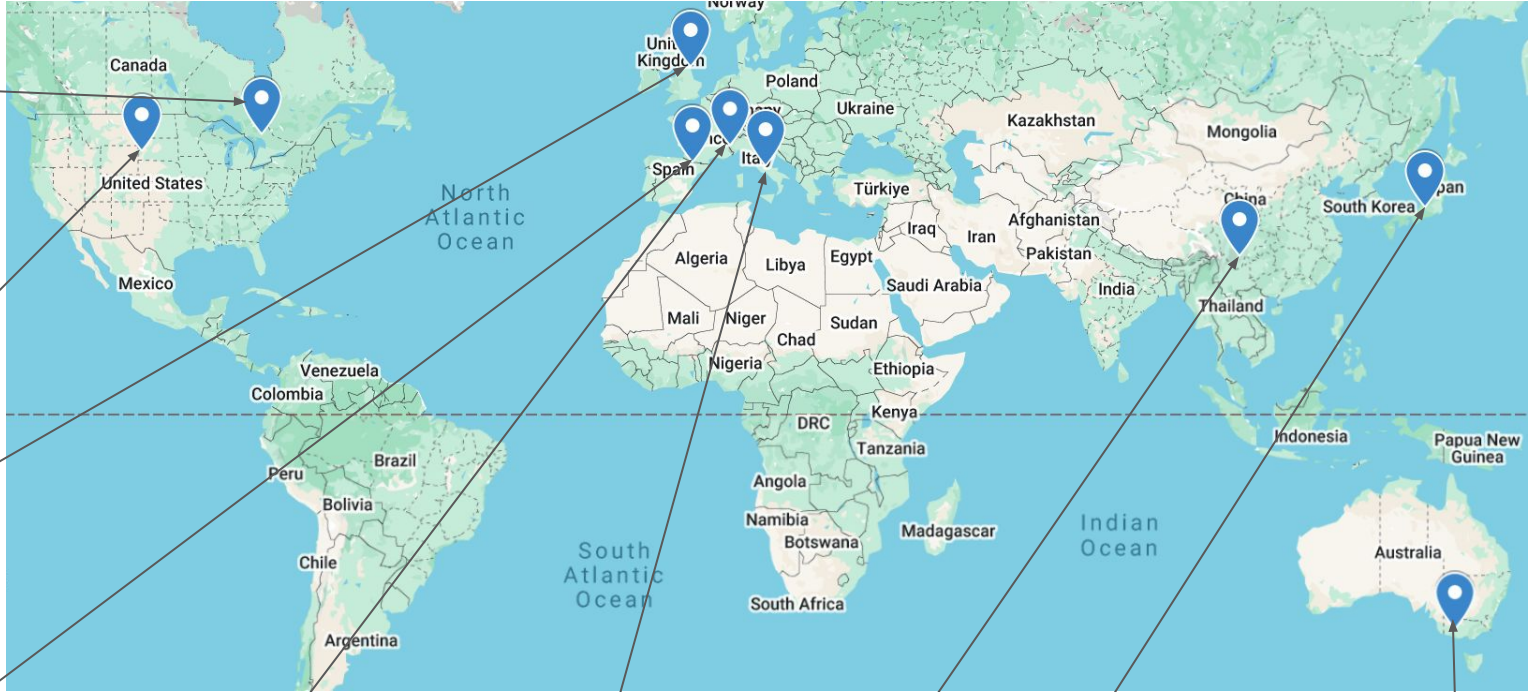 Norway
Canada
United
Kingdom
Poland
Ukraine
Kazakhstan
Mongolia
United States
Spain
Türkiye
China
South Korea
North
Atlantic
Ocean
Afghanistan
Iraq
Iran
Pakistan
Algeria
Libya
Egypt
Saudi Arabia
India
Mexico
Thailand
Mali
Niger
Sudan
Chad
Nigeria
Ethiopia
Venezuela
Colombia
Kenya
DRC
Tanzania
Indonesia
Papua New
Guinea
Brazil
Peru
Angola
Bolivia
Namibia
Botswana
Madagascar
Indian
Ocean
Australia
Chile
South
Atlantic
Ocean
South Africa
Argentina